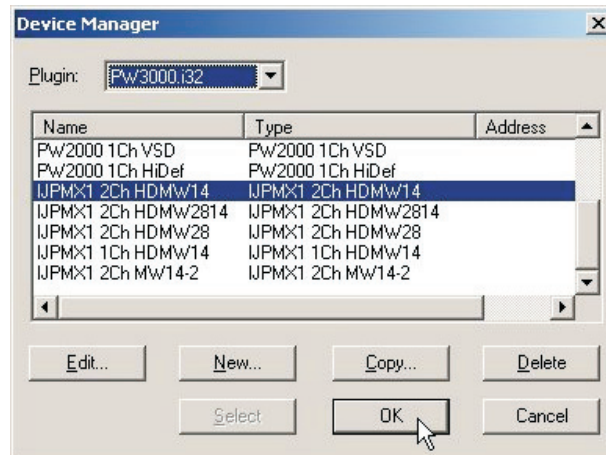 Device Manager
Plugin: PW3000.i32
Name Type Address
PW2000 1Ch VSD PW2000 1Ch VSD
PW2000 1Ch HiDef PW2000 1Ch HiDef
IJPMX1 2Ch HDMW14 IJPMX1 2Ch HDMW14
IJPMX1 2Ch HDMW2814 IJPMX1 2Ch HDMW2814
IJPMX1 2Ch HDMW28 IJPMX1 2Ch HDMW28
IJPMX1 1Ch HDMW14 IJPMX1 1Ch HDMW14
IJPMX1 2Ch MW14-2 IJPMX1 2Ch MW14-2
Edit... New... Copy... Delete
Select OK Cancel